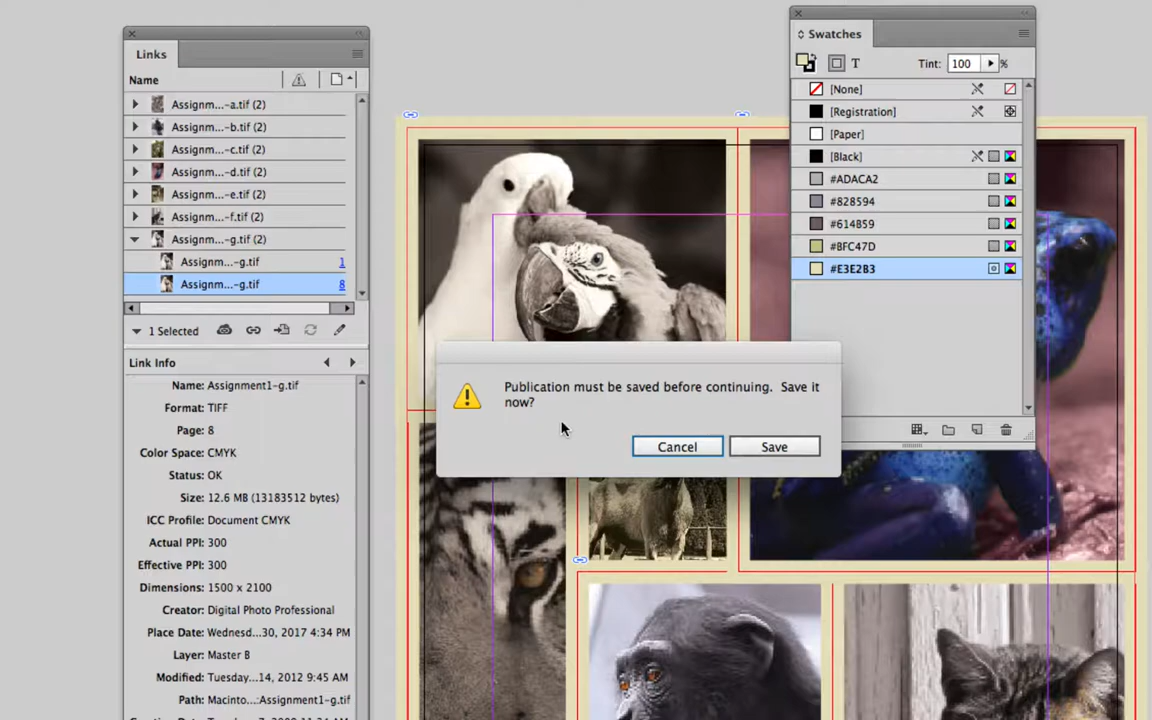 Links
Name
Assignm...-a.tif (2)
Assignm...-b.tif (2)
Assignm...-c.tif (2)
Assignm...-d.tif (2)
Assignm...-e.tif (2)
Assignm...-f.tif (2)
Assignm...-g.tif (2)
Assignm...-g.tif 1
Assignm...-g.tif 8
1 Selected
Link Info
Name: Assignment1-g.tif
Format: TIFF
Page: 8
Color Space: CMYK
Status: OK
Size: 12.6 MB (13183512 bytes)
ICC Profile: Document CMYK
Actual PPI: 300
Effective PPI: 300
Dimensions: 1500 x 2100
Creator: Digital Photo Professional
Place Date: Wednesd...30, 2017 4:34 PM
Layer: Master B
Modified: Tuesday...14, 2012 9:45 AM
Path: Macinto...:Assignment1-g.tif
Publication must be saved before continuing. Save it
now?
Cancel Save
Swatches
T Tint: 100 %
[None]
[Registration]
[Paper]
[Black]
#ADACA2
#828594
#614B59
#BFC47D
#E3E2B3